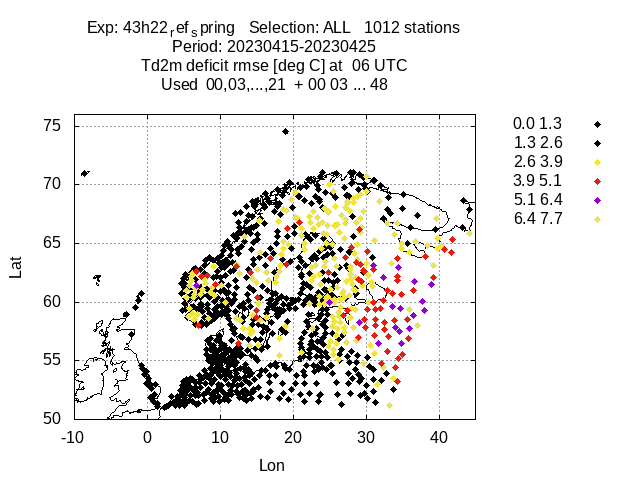 Exp: 43h22refspring   Selection: ALL   1012 stations
Period: 20230415-20230425
Td2m deficit rmse [deg C] at  06 UTC
Used  00,03,...,21  + 00 03 ... 48
75
70
65
60
55
50
Lat
-10 0 10 20 30 40
Lon
0.0 1.3
1.3 2.6
2.6 3.9
3.9 5.1
5.1 6.4
6.4 7.7